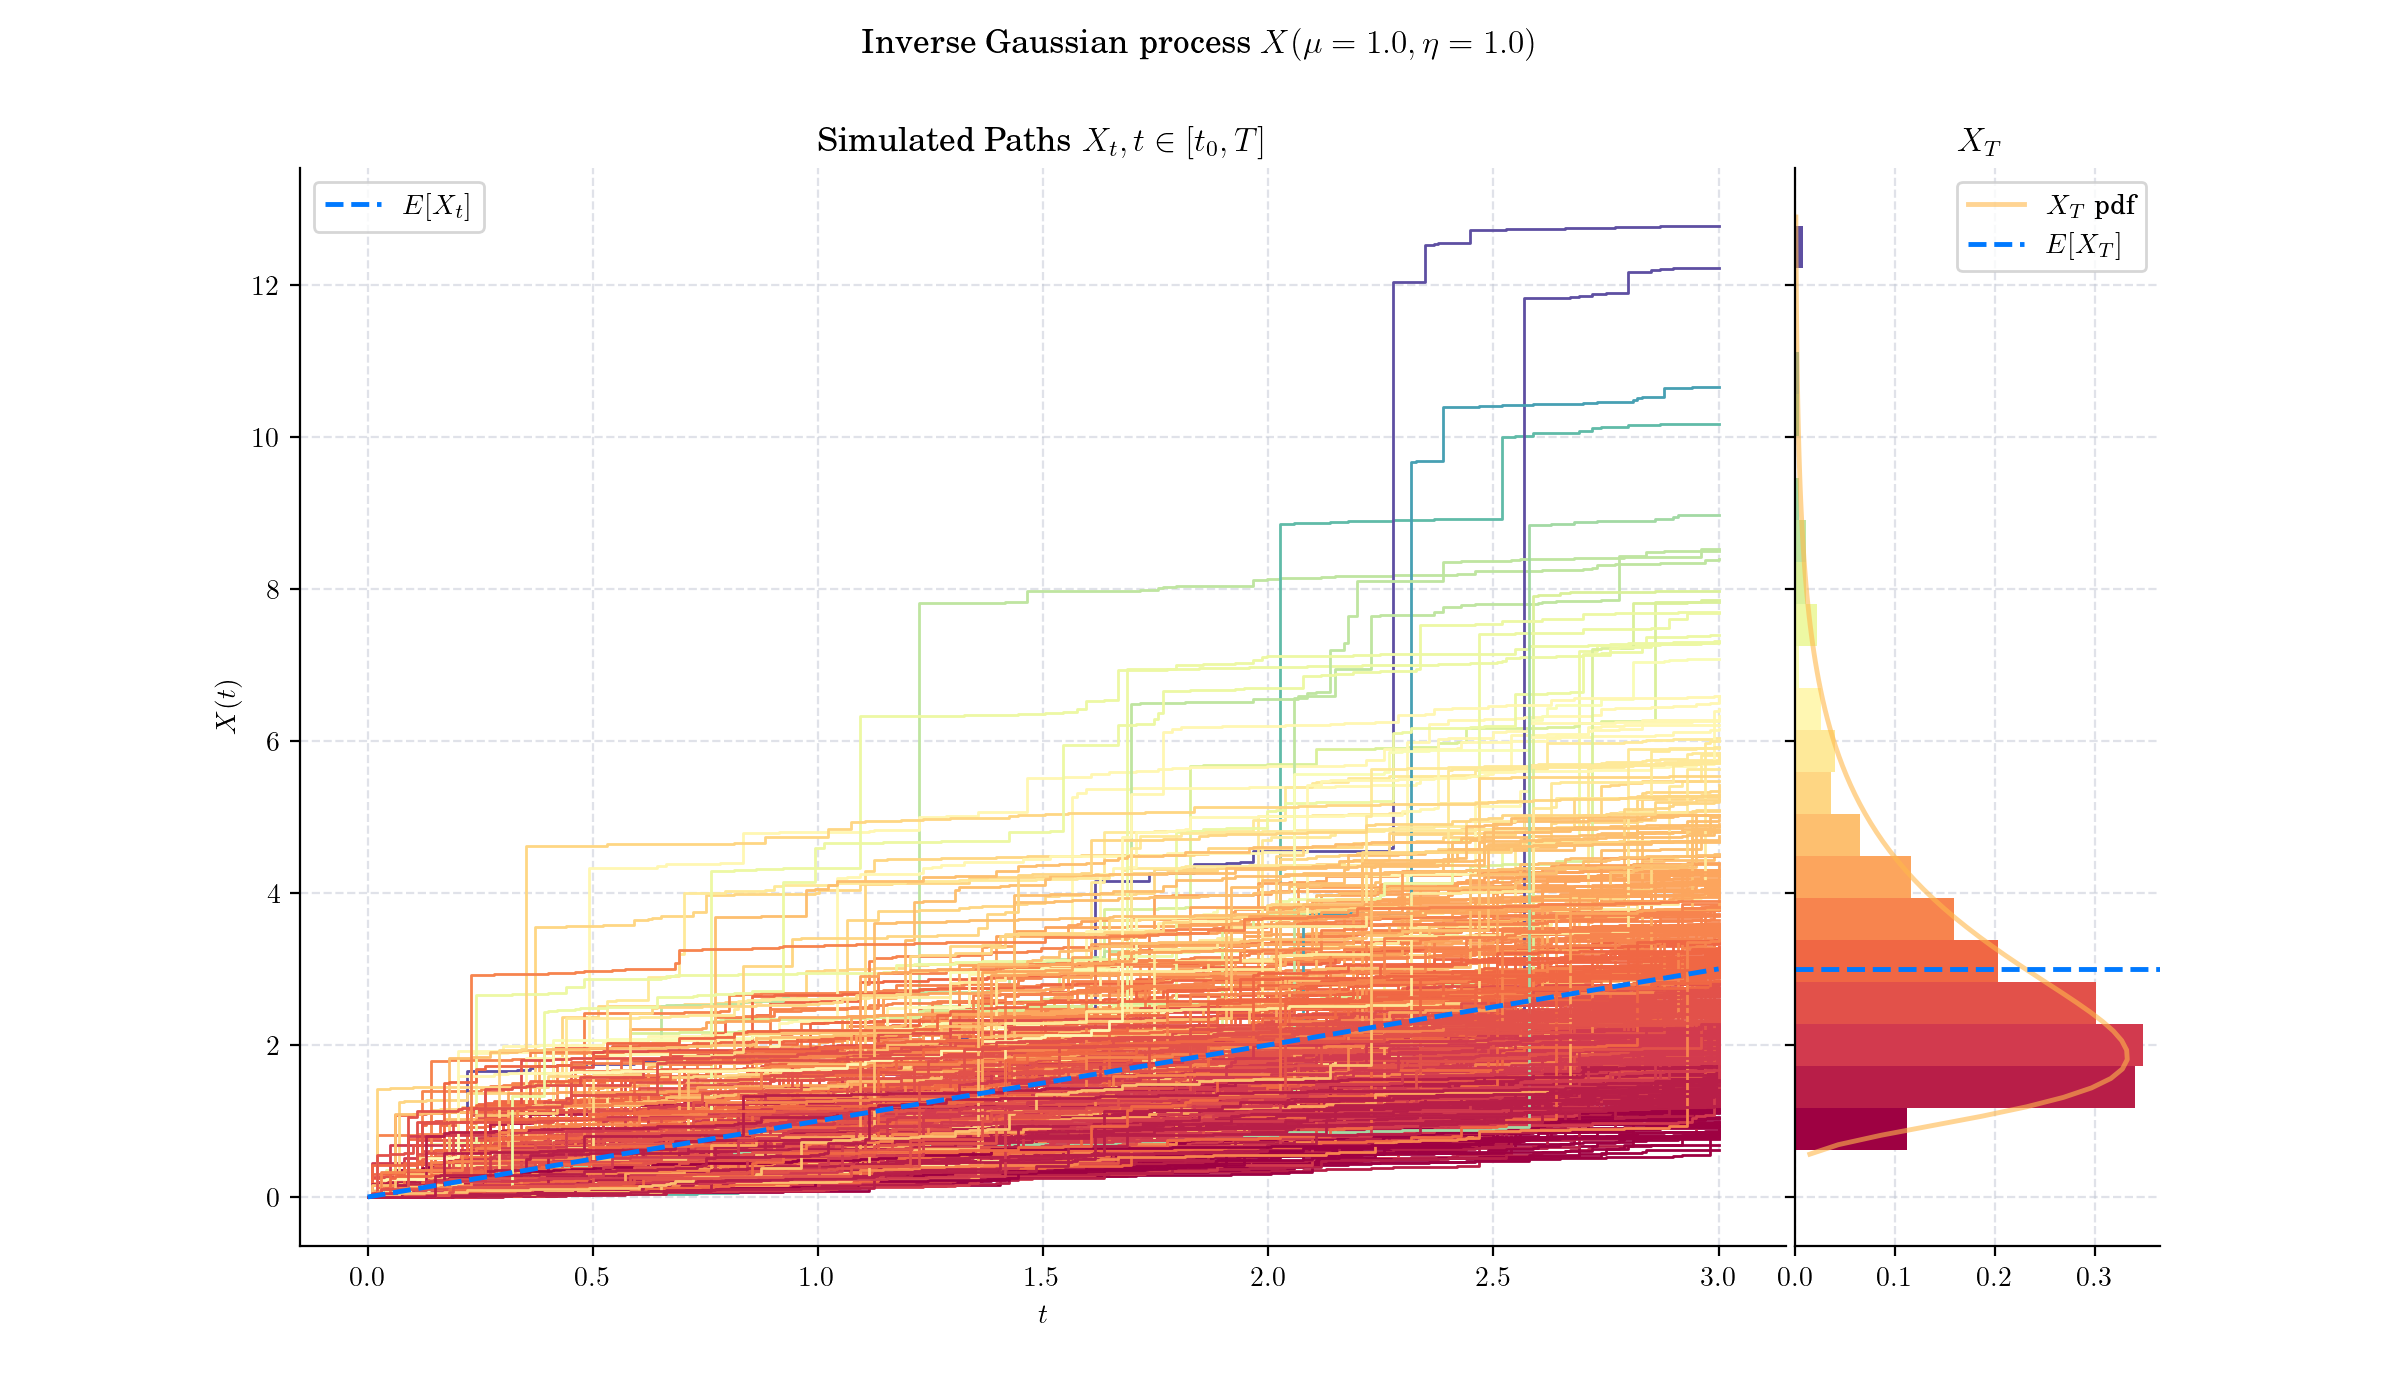 Inverse Gaussian process X(μ = 1.0, η = 1.0)
Simulated Paths X_t, t ∈ [t_0, T]
X_T
E[X_t]
X_T pdf
E[X_T]
12
10
8
6
4
2
0
X(t)
0.0 0.5 1.0 1.5 2.0 2.5 3.0
0.0 0.1 0.2 0.3
t